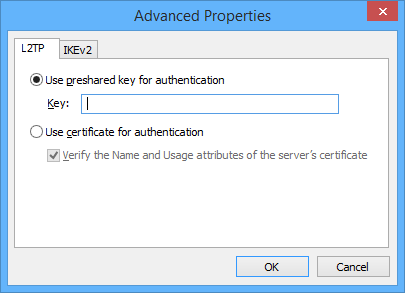 Advanced Properties
L2TP
IKEv2
Use preshared key for authentication
Key:
Use certificate for authentication
Verify the Name and Usage attributes of the server's certificate
OK
Cancel